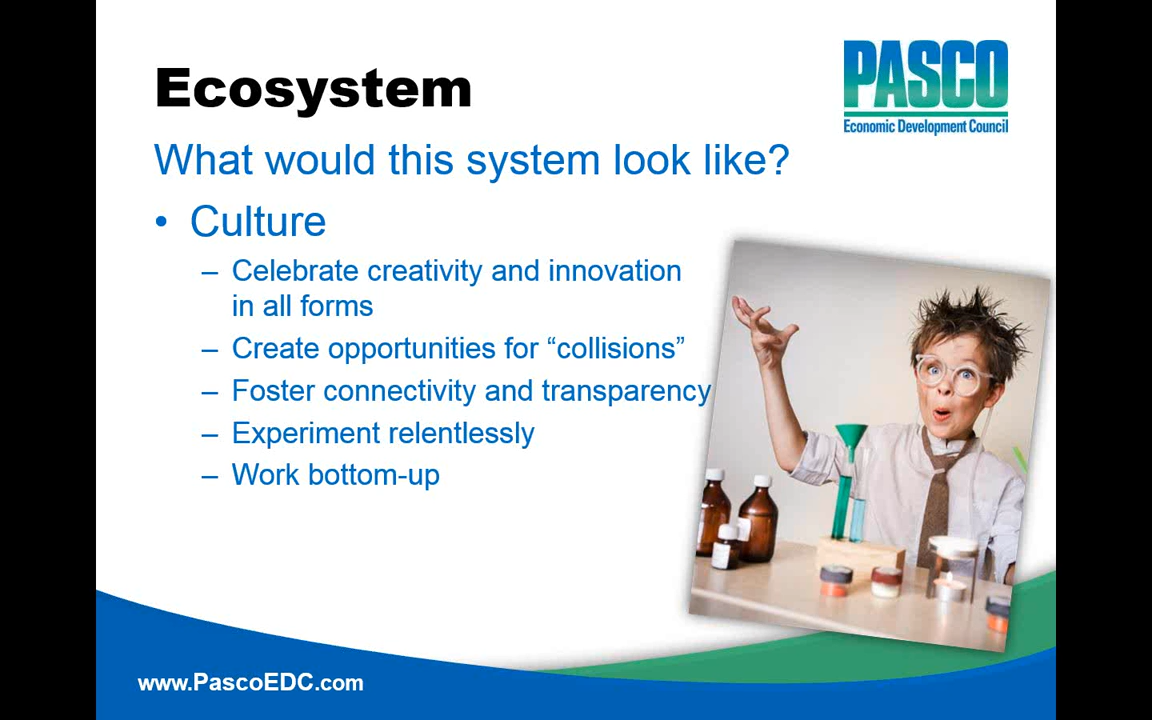 Ecosystem
PASCO
Economic Development Council
What would this system look like?
• Culture
– Celebrate creativity and innovation
in all forms
– Create opportunities for “collisions”
– Foster connectivity and transparency
– Experiment relentlessly
– Work bottom-up
www.PascoEDC.com